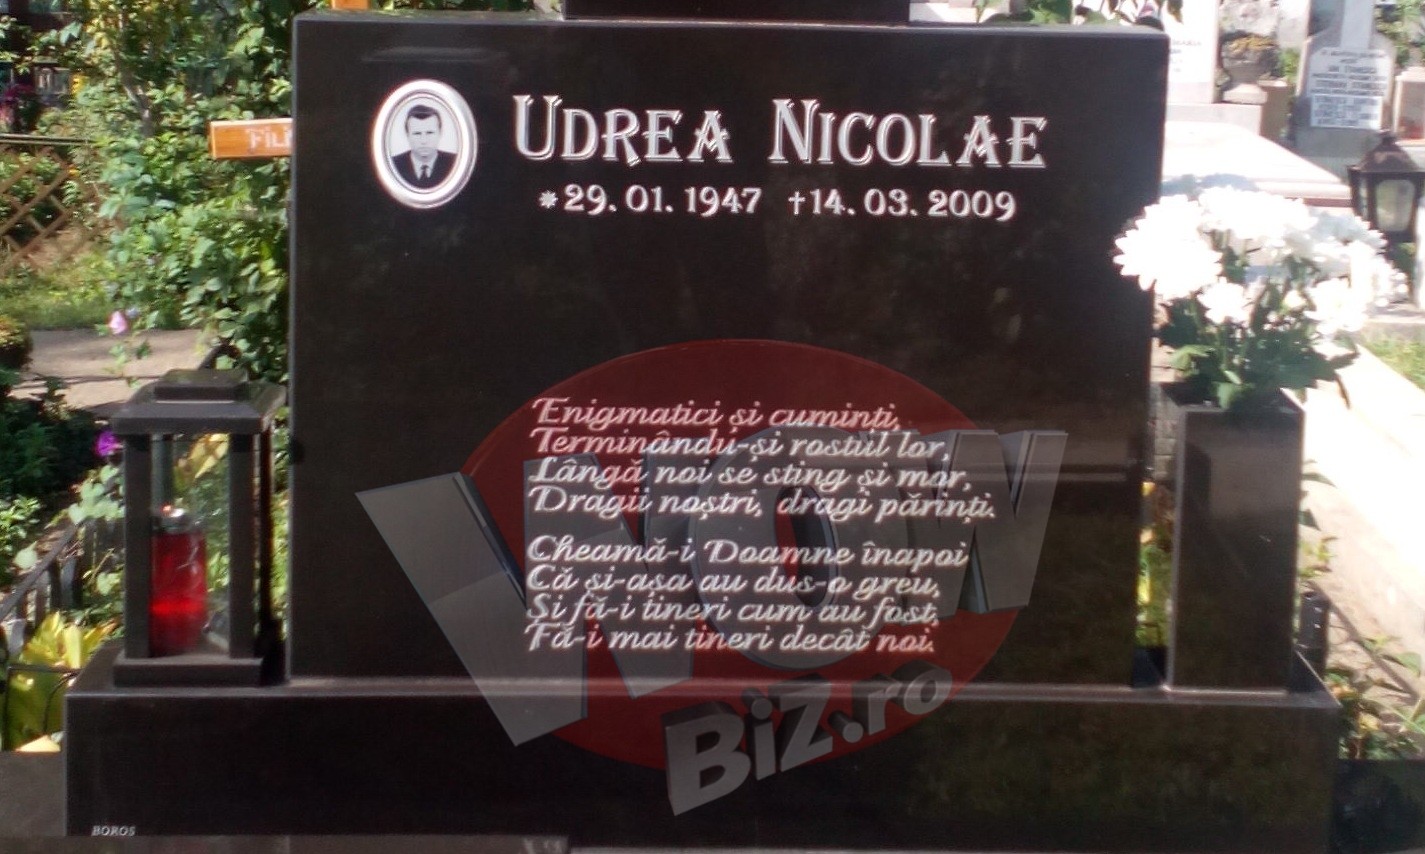 UDREA NICOLAE
*29.01.1947 †14.03.2009
FILI
Enigmatici și cuminți,
Terminându-și rostul lor,
Lângă noi se sting și mor,
Dragii noștri, dragi părinți.
Cheamă-i Doamne înapoi
Că și-așa au dus-o greu,
Și fă-i tineri cum au fost,
Fă-i mai tineri decât noi.
WOW
BiZ.ro
BOROS